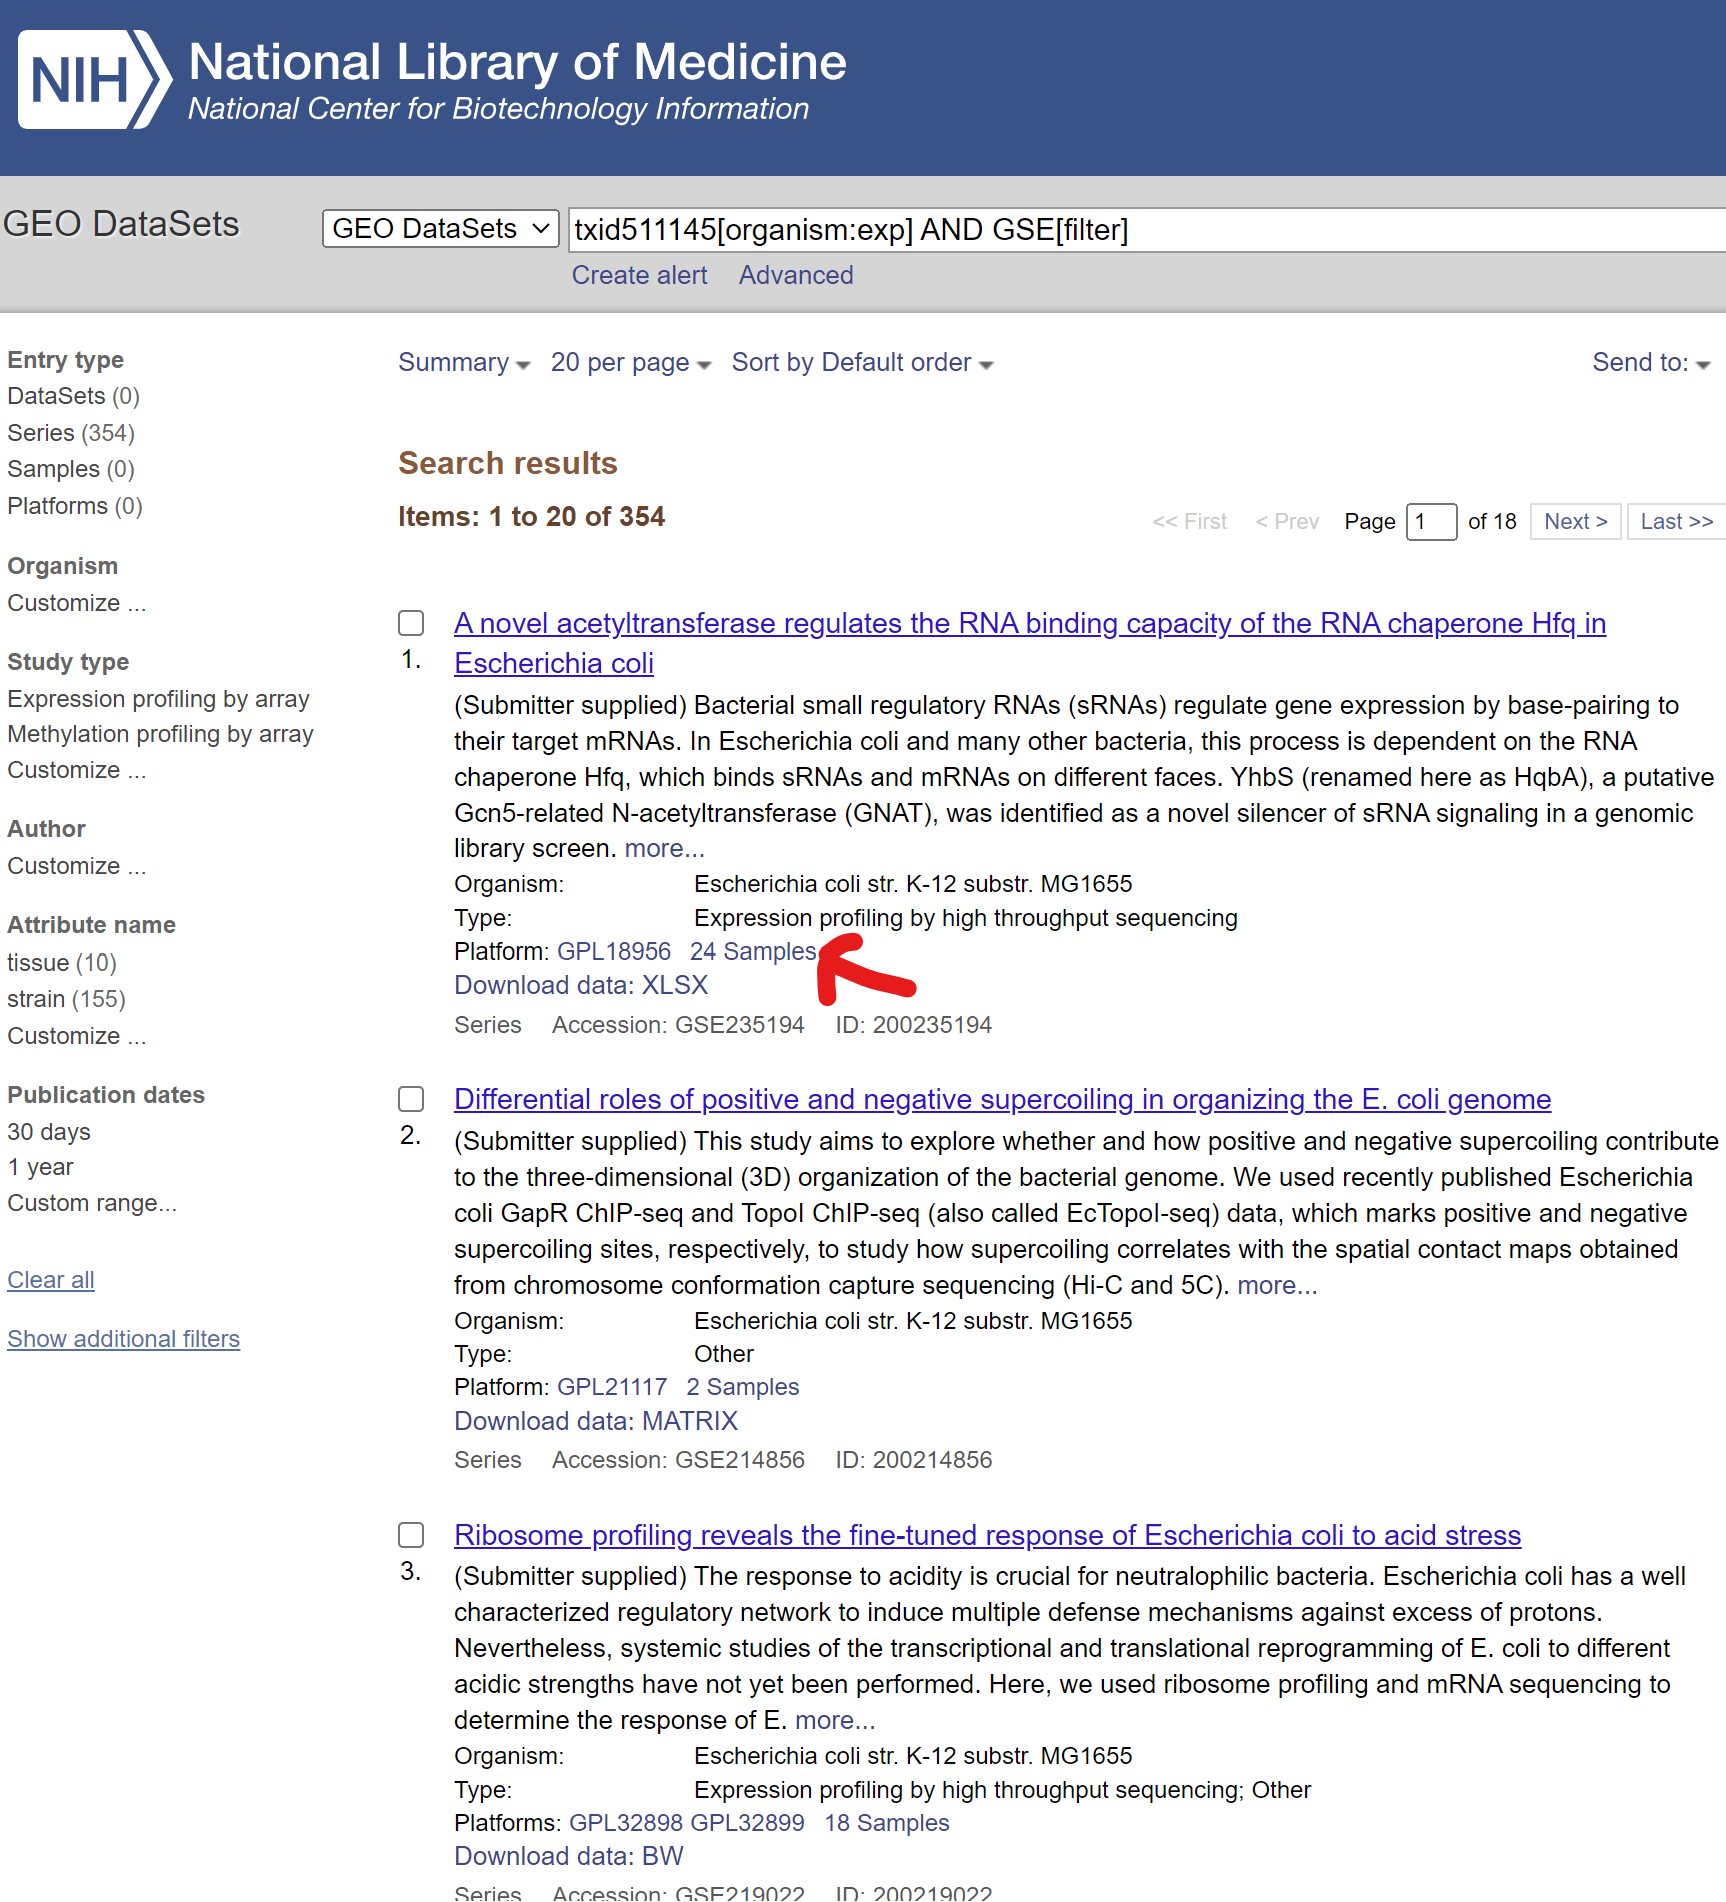 NIH
National Library of Medicine
National Center for Biotechnology Information
GEO DataSets
GEO DataSets
txid511145[organism:exp] AND GSE[filter]
Create alert Advanced
Entry type
DataSets (0)
Series (354)
Samples (0)
Platforms (0)
Organism
Customize ...
Study type
Expression profiling by array
Methylation profiling by array
Customize ...
Author
Customize ...
Attribute name
tissue (10)
strain (155)
Customize ...
Publication dates
30 days
1 year
Custom range...
Clear all
Show additional filters
Summary 20 per page Sort by Default order Send to:
Search results
Items: 1 to 20 of 354
<< First < Prev Page 1 of 18 Next > Last >>
A novel acetyltransferase regulates the RNA binding capacity of the RNA chaperone Hfq in
1. Escherichia coli
(Submitter supplied) Bacterial small regulatory RNAs (sRNAs) regulate gene expression by base-pairing to
their target mRNAs. In Escherichia coli and many other bacteria, this process is dependent on the RNA
chaperone Hfq, which binds sRNAs and mRNAs on different faces. YhbS (renamed here as HqbA), a putative
Gcn5-related N-acetyltransferase (GNAT), was identified as a novel silencer of sRNA signaling in a genomic
library screen. more...
Organism: Escherichia coli str. K-12 substr. MG1655
Type: Expression profiling by high throughput sequencing
Platform: GPL18956 24 Samples
Download data: XLSX
Series Accession: GSE235194 ID: 200235194
Differential roles of positive and negative supercoiling in organizing the E. coli genome
2. (Submitter supplied) This study aims to explore whether and how positive and negative supercoiling contribute
to the three-dimensional (3D) organization of the bacterial genome. We used recently published Escherichia
coli GapR ChIP-seq and TopoI ChIP-seq (also called EcTopoI-seq) data, which marks positive and negative
supercoiling sites, respectively, to study how supercoiling correlates with the spatial contact maps obtained
from chromosome conformation capture sequencing (Hi-C and 5C). more...
Organism: Escherichia coli str. K-12 substr. MG1655
Type: Other
Platform: GPL21117 2 Samples
Download data: MATRIX
Series Accession: GSE214856 ID: 200214856
Ribosome profiling reveals the fine-tuned response of Escherichia coli to acid stress
3. (Submitter supplied) The response to acidity is crucial for neutralophilic bacteria. Escherichia coli has a well
characterized regulatory network to induce multiple defense mechanisms against excess of protons.
Nevertheless, systemic studies of the transcriptional and translational reprogramming of E. coli to different
acidic strengths have not yet been performed. Here, we used ribosome profiling and mRNA sequencing to
determine the response of E. more...
Organism: Escherichia coli str. K-12 substr. MG1655
Type: Expression profiling by high throughput sequencing; Other
Platforms: GPL32898 GPL32899 18 Samples
Download data: BW
Series Accession: GSE219022 ID: 200219022